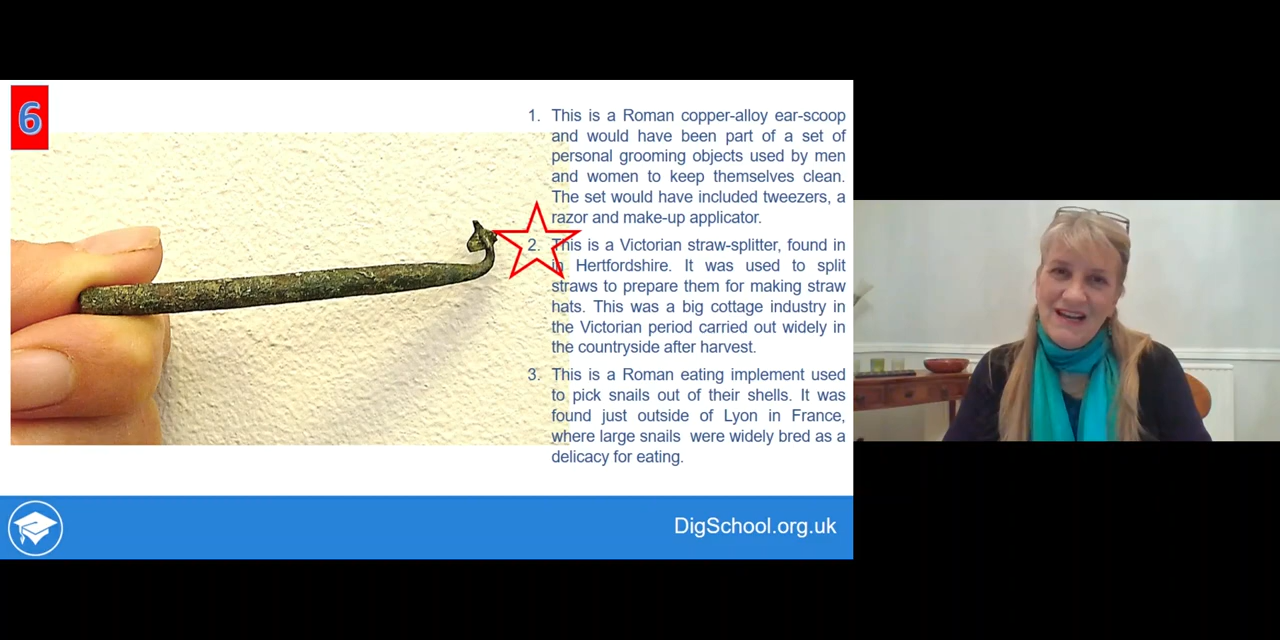 6
1. This is a Roman copper-alloy ear-scoop
and would have been part of a set of
personal grooming objects used by men
and women to keep themselves clean.
The set would have included tweezers, a
razor and make-up applicator.
2. This is a Victorian straw-splitter, found in
in Hertfordshire. It was used to split
straws to prepare them for making straw
hats. This was a big cottage industry in
the Victorian period carried out widely in
the countryside after harvest.
3. This is a Roman eating implement used
to pick snails out of their shells. It was
found just outside of Lyon in France,
where large snails were widely bred as a
delicacy for eating.
DigSchool.org.uk